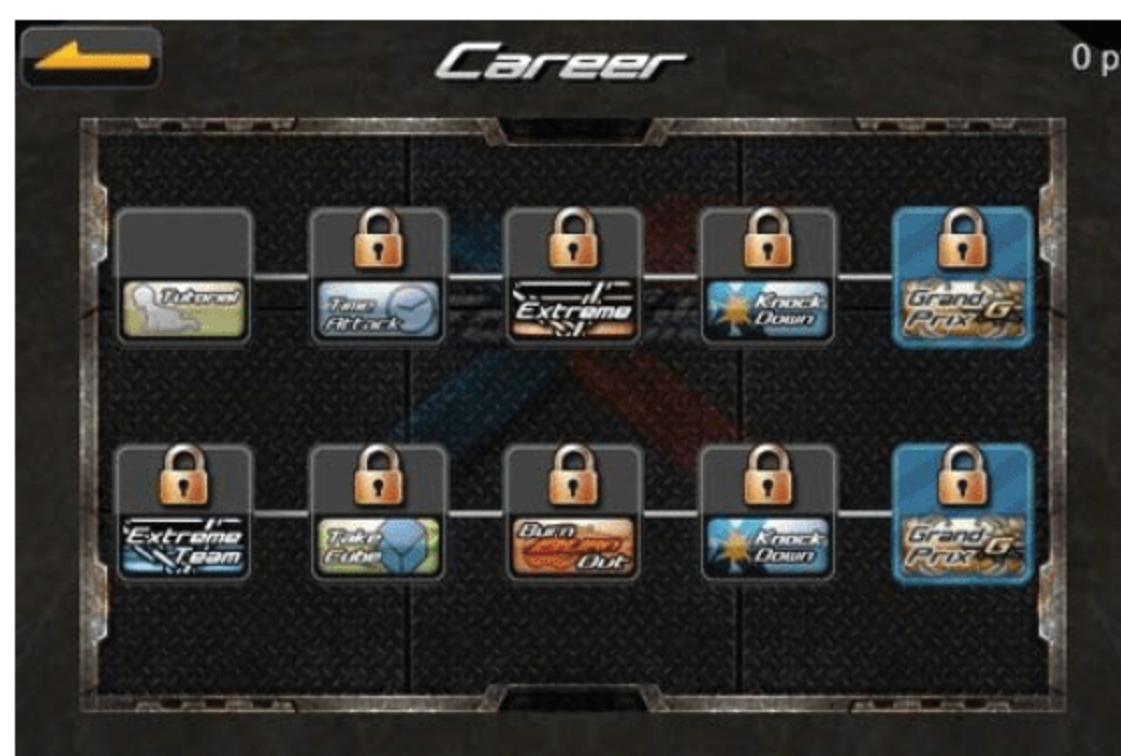 Career
0 p
Tutorial
Time
Attack
Extreme
Knock
Down
Grand
Prix G
Extreme
Team
Take
Cube
Burn
Out
Knock
Down
Grand
Prix G